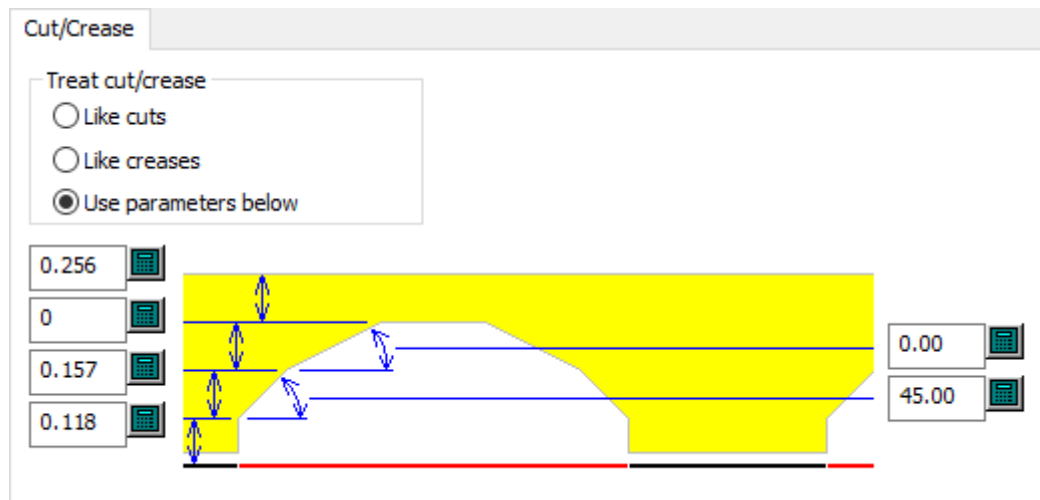 Cut/Crease
Treat cut/crease
Like cuts
Like creases
Use parameters below
0.256
0
0.157
0.118
0.00
45.00